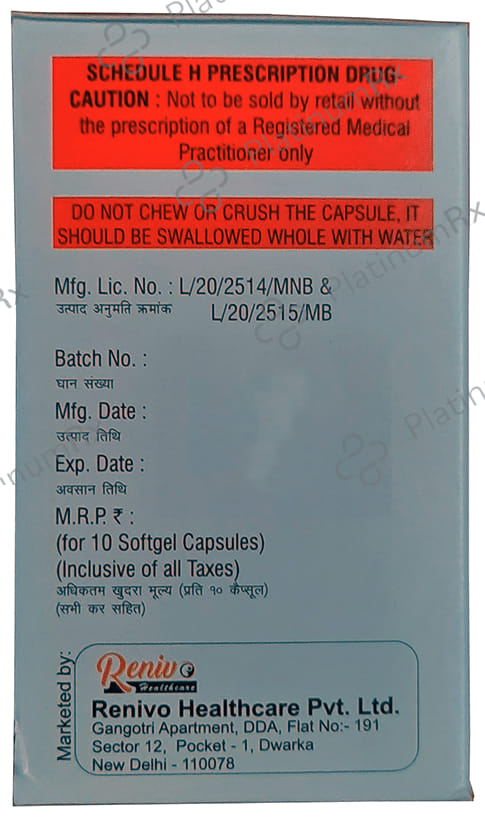 SCHEDULE H PRESCRIPTION DRUG-
CAUTION : Not to be sold by retail without
the prescription of a Registered Medical
Practitioner only
DO NOT CHEW OR CRUSH THE CAPSULE, IT
SHOULD BE SWALLOWED WHOLE WITH WATER
Mfg. Lic. No. : L/20/2514/MNB &
उत्पाद अनुमति क्रमांक L/20/2515/MB
Batch No. :
घान संख्या
Mfg. Date :
उत्पाद तिथि
Exp. Date :
अवसान तिथि
M.R.P. ₹ :
(for 10 Softgel Capsules)
(Inclusive of all Taxes)
अधिकतम खुदरा मूल्य (प्रति १० कैप्सूल)
(सभी कर सहित)
Marketed by:
Renivo
Healthcare
Renivo Healthcare Pvt. Ltd.
Gangotri Apartment, DDA, Flat No:- 191
Sector 12, Pocket - 1, Dwarka
New Delhi - 110078
PlatinumRx
PlatinumRx
PlatinumRx
PlatinumRx